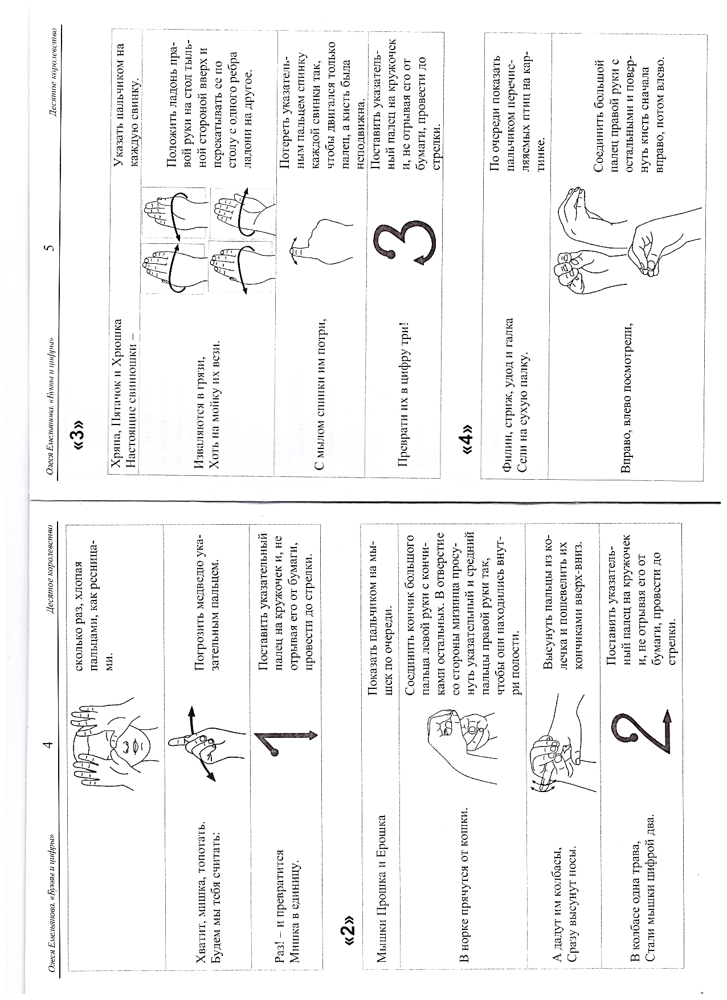 Олеся Емельянова. «Буквы и цифры»
4
Десятое королевство
сколько раз, хлопая
пальцами, как ресница-
ми.
Хватит, мишка, топотать.
Будем мы тебя считать:
Погрозить медведю ука-
зательным пальцем.
Раз! – и превратится
Мишка в единицу.
1
Поставить указательный
палец на кружочек и, не
отрывая его от бумаги,
провести до стрелки.
«2»
Мышки Прошка и Ерошка
Показать пальчиком на мы-
шек по очереди.
В норке прячутся от кошки.
Соединить кончик большого
пальца левой руки с кончи-
ками остальных. В отверстие
со стороны мизинца просу-
нуть указательный и средний
пальцы правой руки так,
чтобы они находились внут-
ри полости.
А дадут им колбасы,
Сразу высунут носы.
Высунуть пальцы из ко-
лечка и пошевелить их
кончиками вверх-вниз.
В колбасе одна трава,
Стали мышки цифрой два.
2
Поставить указатель-
ный палец на кружочек
и, не отрывая его от
бумаги, провести до
стрелки.
Олеся Емельянова. «Буквы и цифры»
5
Десятое королевство
«3»
Хряпа, Пятачок и Хрюшка
Настоящие свинюшки –
Указать пальчиком на
каждую свинку.
Изваляются в грязи,
Хоть на мойку их вези.
Положить ладонь пра-
вой руки на стол тыль-
ной стороной вверх и
перекатывать ее по
столу с одного ребра
ладони на другое.
С мылом спинки им потри,
Потереть указатель-
ным пальцем спинку
каждой свинки так,
чтобы двигался только
палец, а кисть была
неподвижна.
Преврати их в цифру три!
3
Поставить указатель-
ный палец на кружочек
и, не отрывая его от
бумаги, провести до
стрелки.
«4»
Филин, стриж, удод и галка
Сели на сухую палку.
По очереди показать
пальчиком перечис-
ляемых птиц на кар-
тинке.
Вправо, влево посмотрели,
Соединить большой
палец правой руки с
остальными и повер-
нуть кисть сначала
вправо, потом влево.